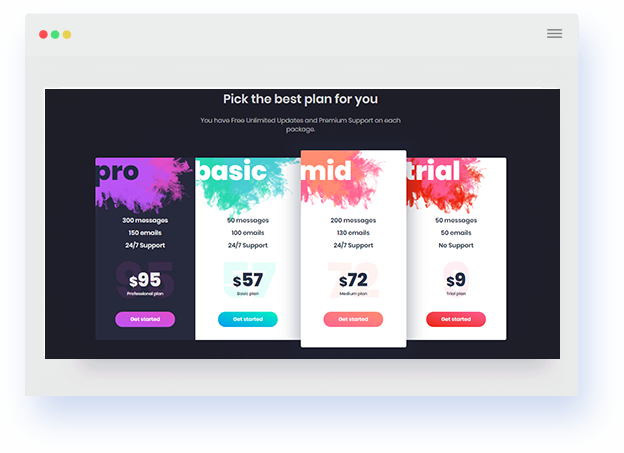 Pick the best plan for you
You have Free Unlimited Updates and Premium Support on each
package.
pro
300 messages
150 emails
24/7 Support
95
$95
Professional plan
Get started
basic
50 messages
100 emails
24/7 Support
57
$57
Basic plan
Get started
mid
200 messages
130 emails
24/7 Support
72
$72
Medium plan
Get started
trial
50 messages
50 emails
No Support
9
$9
Trial plan
Get started